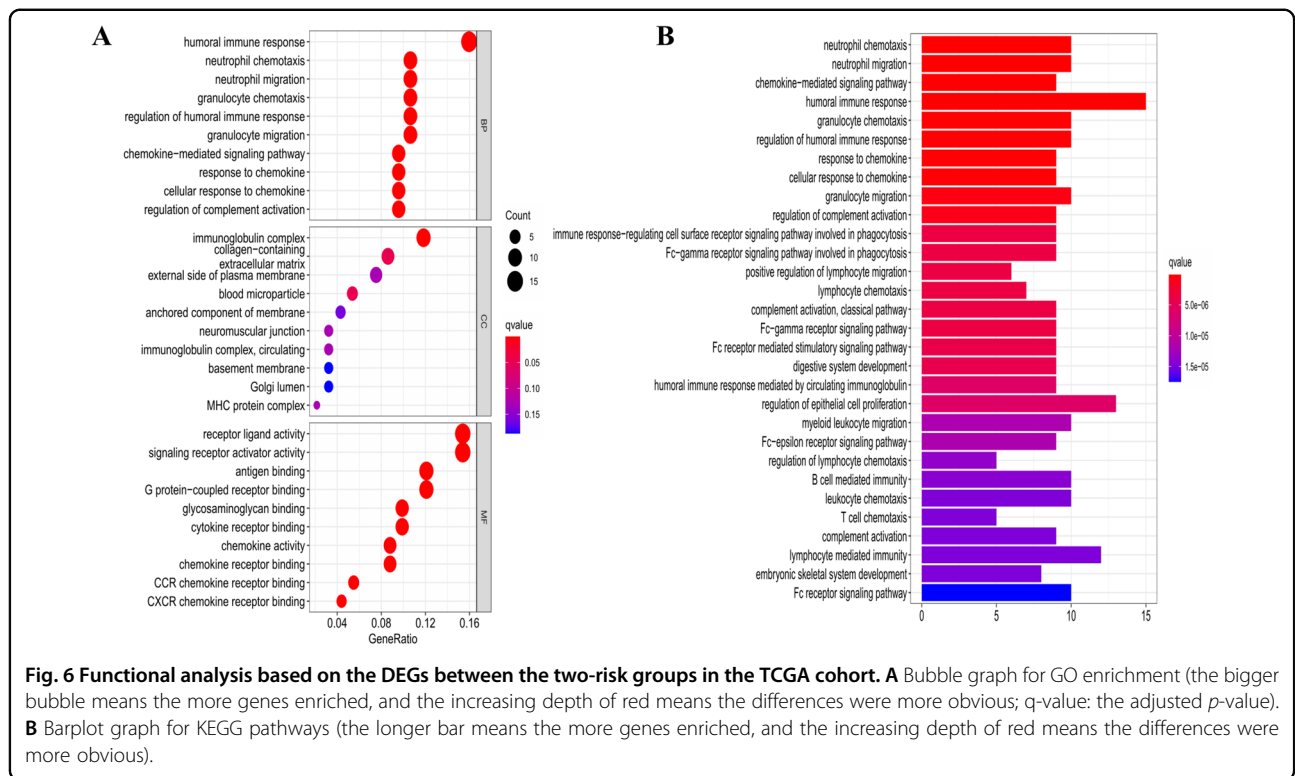 A
humoral immune response
neutrophil chemotaxis
neutrophil migration
granulocyte chemotaxis
regulation of humoral immune response
granulocyte migration
chemokine−mediated signaling pathway
response to chemokine
cellular response to chemokine
regulation of complement activation
BP
immunoglobulin complex
collagen−containing
extracellular matrix
external side of plasma membrane
blood microparticle
anchored component of membrane
neuromuscular junction
immunoglobulin complex, circulating
basement membrane
Golgi lumen
MHC protein complex
CC
receptor ligand activity
signaling receptor activator activity
antigen binding
G protein−coupled receptor binding
glycosaminoglycan binding
cytokine receptor binding
chemokine activity
chemokine receptor binding
CCR chemokine receptor binding
CXCR chemokine receptor binding
MF
0.04 0.08 0.12 0.16
GeneRatio
Count
5
10
15
qvalue
0.05
0.10
0.15
B
neutrophil chemotaxis
neutrophil migration
chemokine−mediated signaling pathway
humoral immune response
granulocyte chemotaxis
regulation of humoral immune response
response to chemokine
cellular response to chemokine
granulocyte migration
regulation of complement activation
immune response−regulating cell surface receptor signaling pathway involved in phagocytosis
Fc−gamma receptor signaling pathway involved in phagocytosis
positive regulation of lymphocyte migration
lymphocyte chemotaxis
complement activation, classical pathway
Fc−gamma receptor signaling pathway
Fc receptor mediated stimulatory signaling pathway
digestive system development
humoral immune response mediated by circulating immunoglobulin
regulation of epithelial cell proliferation
myeloid leukocyte migration
Fc−epsilon receptor signaling pathway
regulation of lymphocyte chemotaxis
B cell mediated immunity
leukocyte chemotaxis
T cell chemotaxis
complement activation
lymphocyte mediated immunity
embryonic skeletal system development
Fc receptor signaling pathway
0 5 10 15
qvalue
5.0e−06
1.0e−05
1.5e−05
Fig. 6 Functional analysis based on the DEGs between the two-risk groups in the TCGA cohort. A Bubble graph for GO enrichment (the bigger
bubble means the more genes enriched, and the increasing depth of red means the differences were more obvious; q-value: the adjusted p-value).
B Barplot graph for KEGG pathways (the longer bar means the more genes enriched, and the increasing depth of red means the differences were
more obvious).